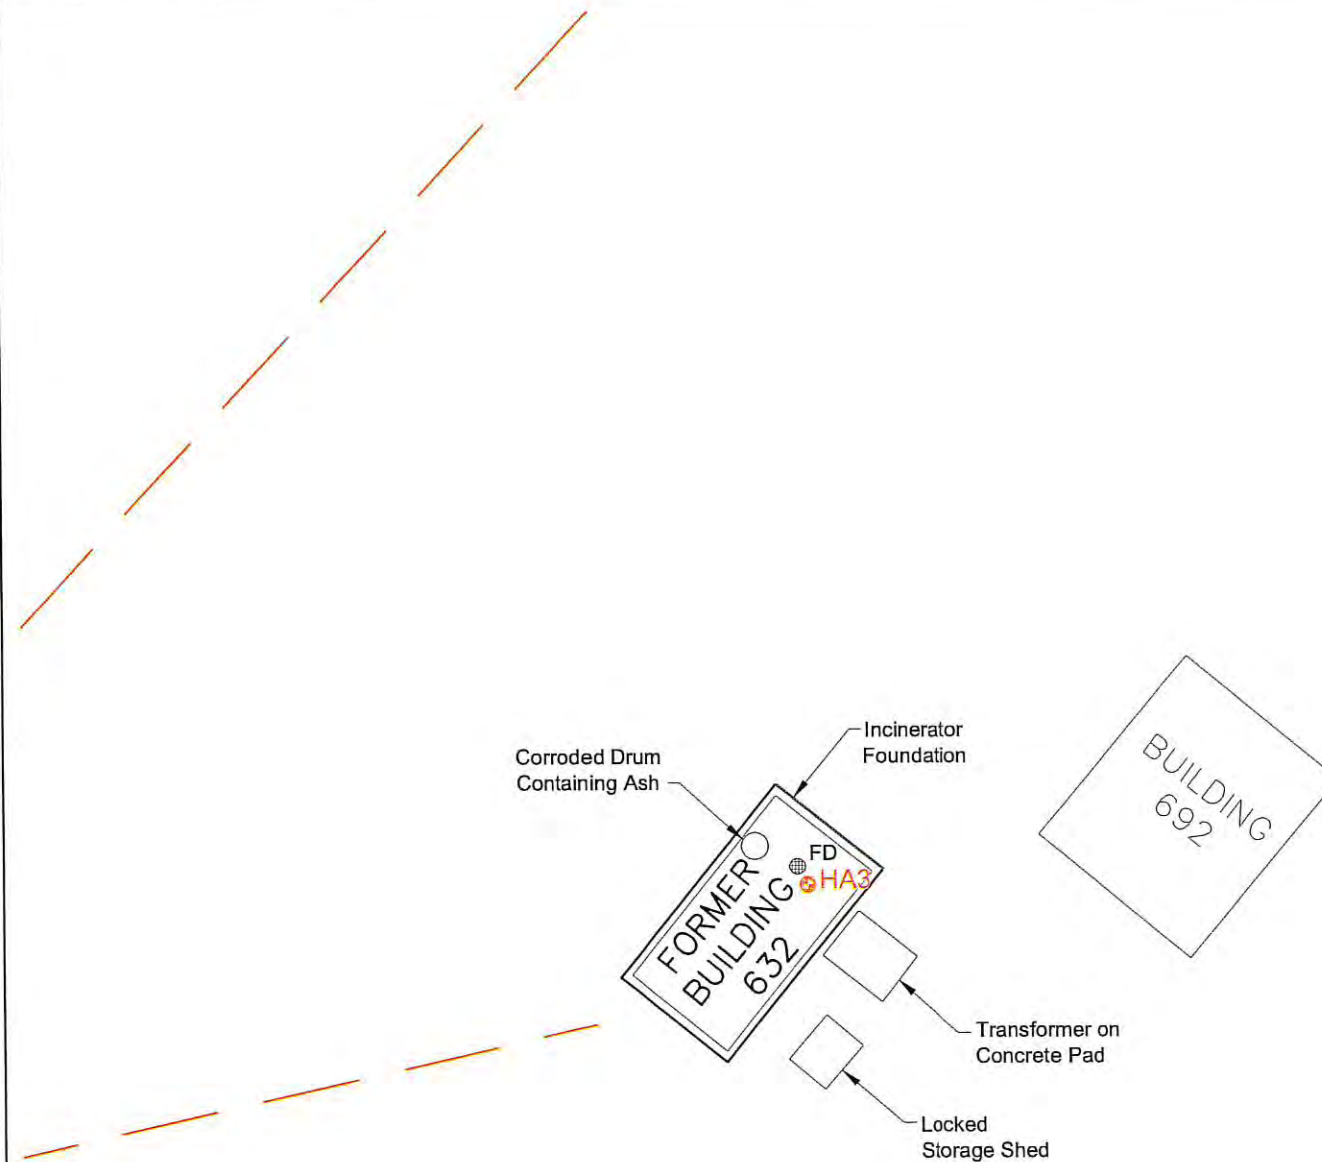 Incinerator
Foundation
Corroded Drum
Containing Ash
FD
HA3
FORMER
BUILDING
632
BUILDING
692
Transformer on
Concrete Pad
Locked
Storage Shed